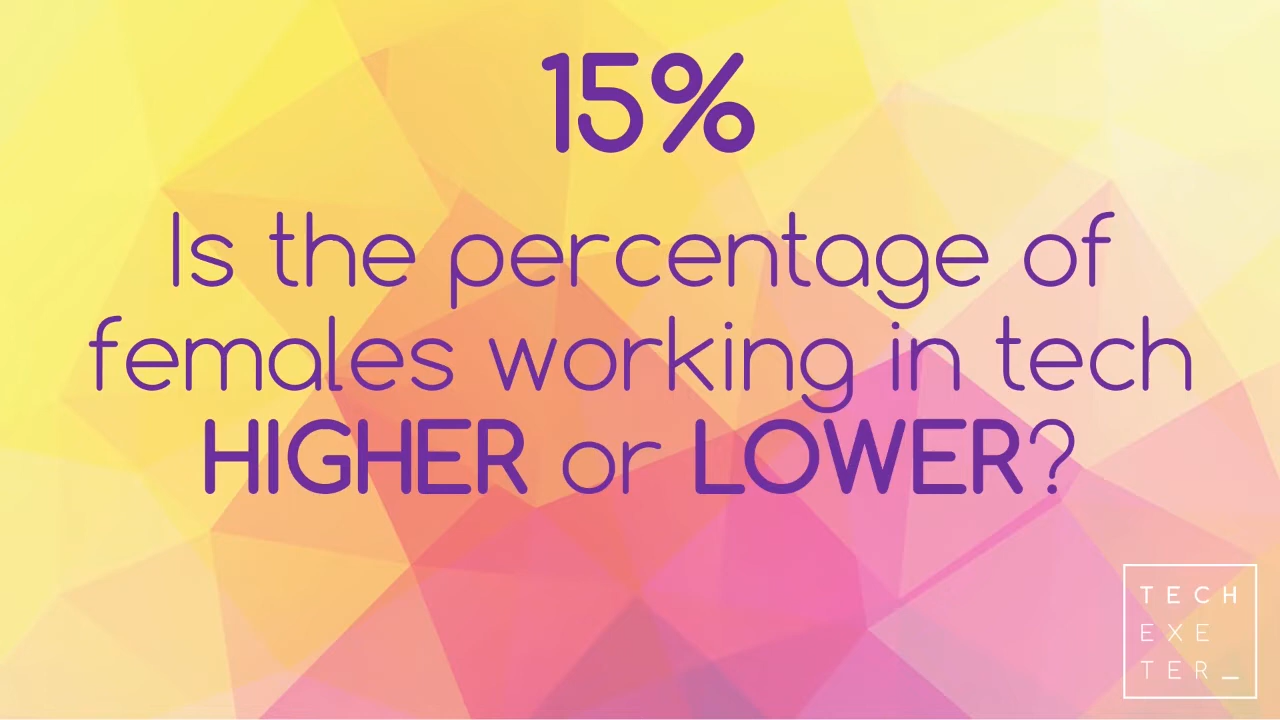 15%
Is the percentage of
females working in tech
HIGHER or LOWER?
TECH
EXE
TER_